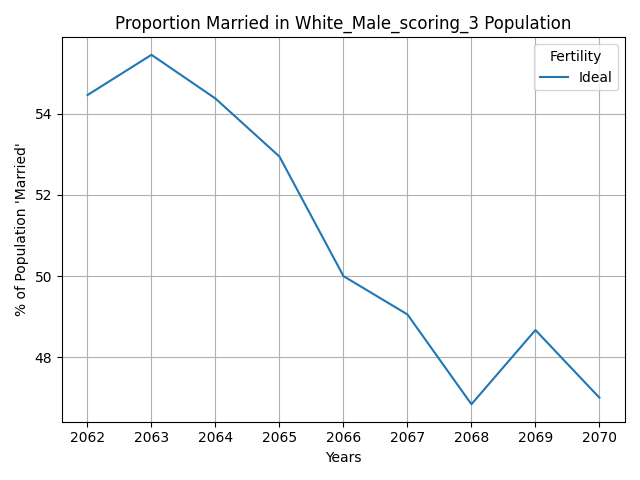 Proportion Married in White_Male_scoring_3 Population
Fertility
Ideal
% of Population 'Married'
54
52
50
48
2062 2063 2064 2065 2066 2067 2068 2069 2070
Years